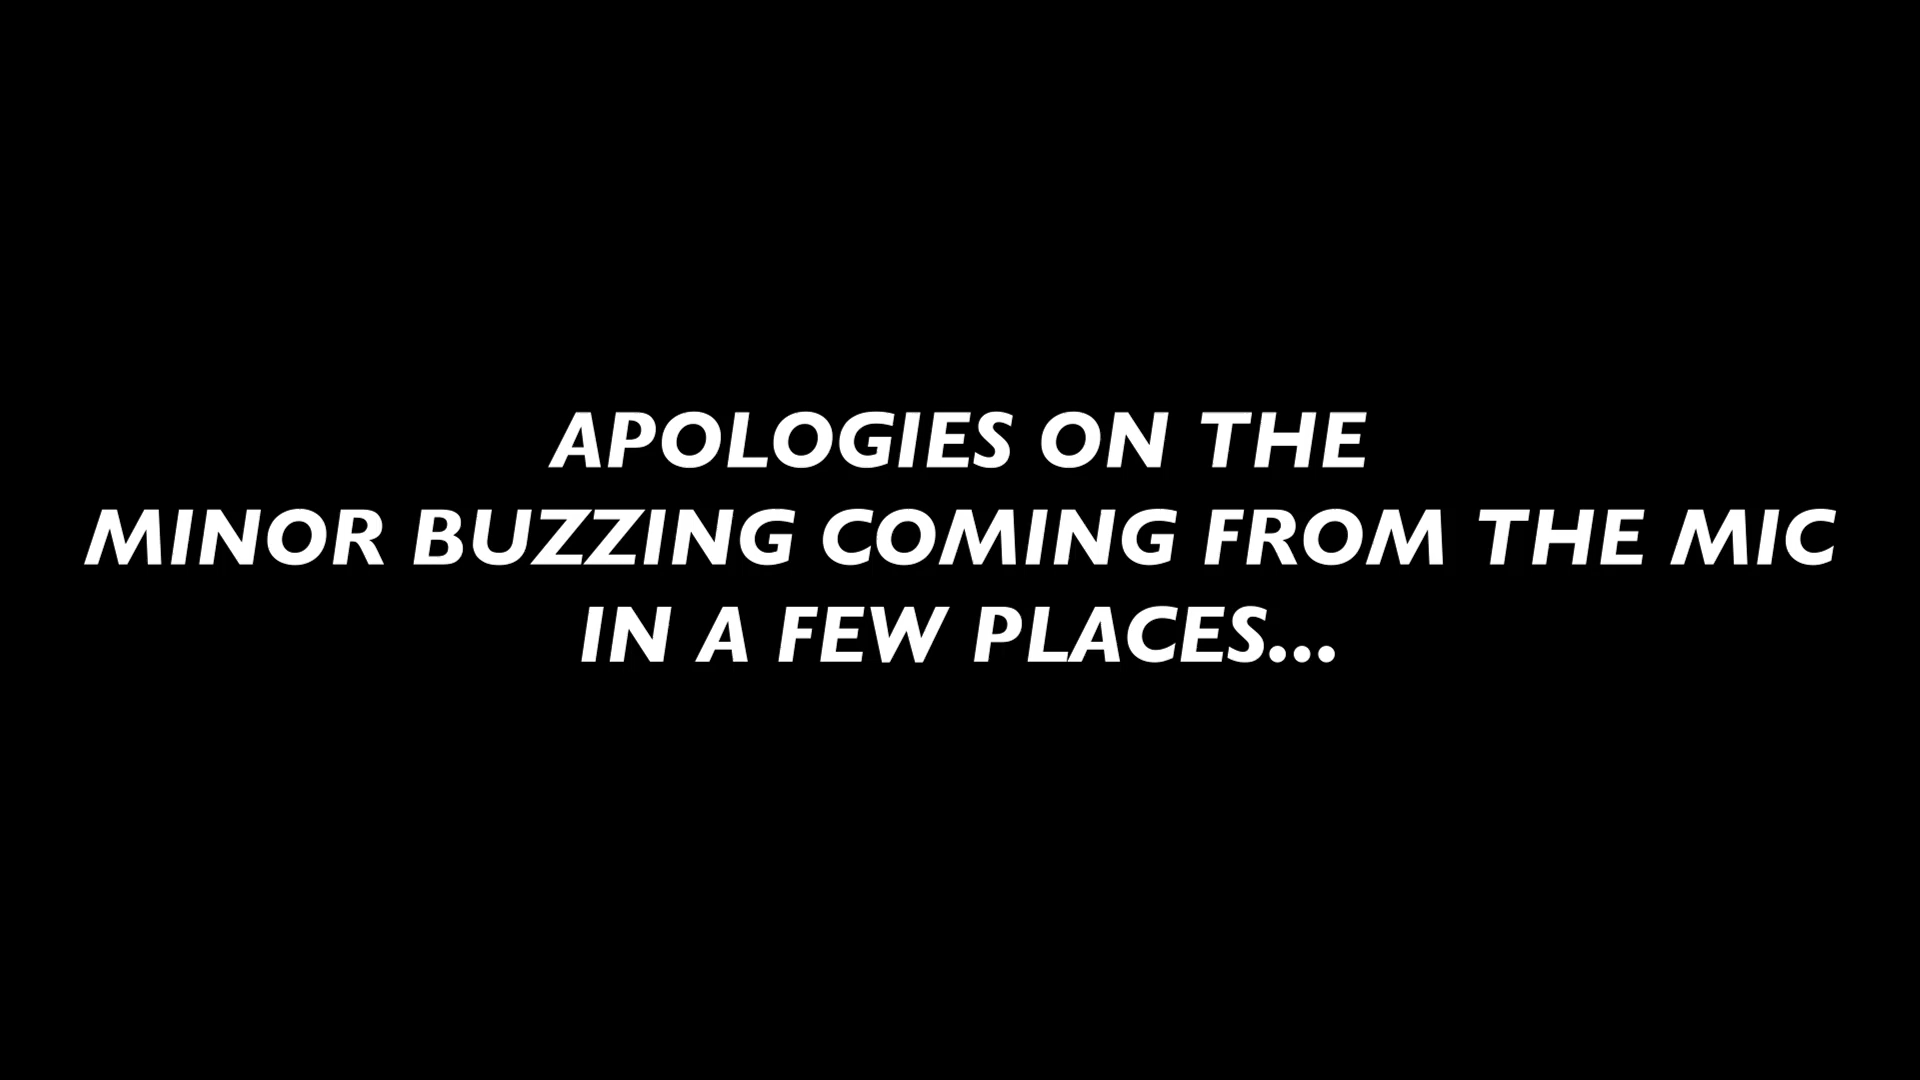 APOLOGIES ON THE
MINOR BUZZING COMING FROM THE MIC
IN A FEW PLACES...